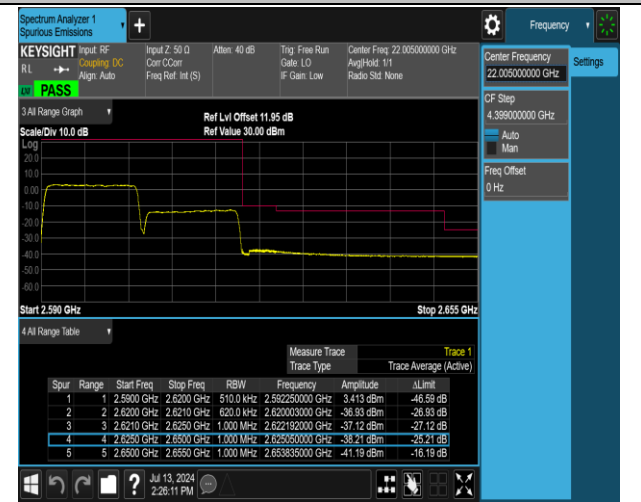 Spectrum Analyzer 1
Spurious Emissions
Frequency
KEYSIGHT
Input: RF
Coupling: DC
Align: Auto
Input Z: 50 Ω
Corr CCorr
Freq Ref: Int (S)
Atten: 40 dB
Trig: Free Run
Gate: LO
IF Gain: Low
Center Freq: 22.005000000 GHz
Avg|Hold: 1/1
Radio Std: None
R L
PASS
Center Frequency
22.005000000 GHz
Settings
CF Step
4.399000000 GHz
Auto
Man
Freq Offset
0 Hz
3 All Range Graph
Scale/Div 10.0 dB
Ref Lvl Offset 11.95 dB
Ref Value 30.00 dBm
Log
20.0
10.0
0.00
-10.0
-20.0
-30.0
-40.0
-50.0
-60.0
Start 2.590 GHz
Stop 2.655 GHz
4 All Range Table
Measure Trace Trace 1
Trace Type Trace Average (Active)
Spur Range Start Freq Stop Freq RBW Frequency Amplitude ΔLimit
1 1 2.5900 GHz 2.6200 GHz 510.0 kHz 2.592250000 GHz 3.413 dBm -46.59 dB
2 2 2.6200 GHz 2.6210 GHz 620.0 kHz 2.620003000 GHz -36.93 dBm -26.93 dB
3 3 2.6210 GHz 2.6250 GHz 1.000 MHz 2.622192000 GHz -37.12 dBm -27.12 dB
4 4 2.6250 GHz 2.6500 GHz 1.000 MHz 2.625050000 GHz -38.21 dBm -25.21 dB
5 5 2.6500 GHz 2.6550 GHz 1.000 MHz 2.653835000 GHz -41.19 dBm -16.19 dB
Jul 13, 2024
2:26:11 PM